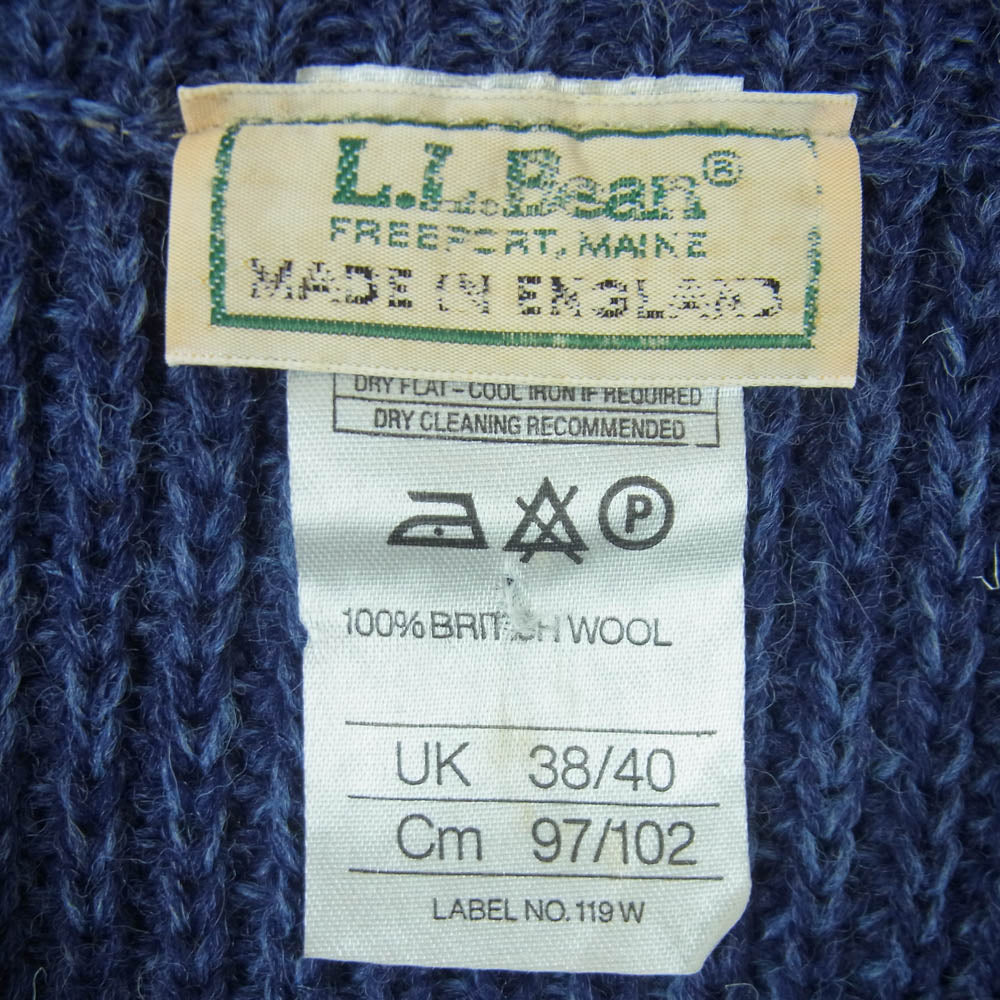 L.L.Bean®
FREEPORT, MAINE
MADE IN ENGLAND
DRY FLAT - COOL IRON IF REQUIRED
DRY CLEANING RECOMMENDED
P
100% BRITISH WOOL
UK 38/40
Cm 97/102
LABEL NO. 119 W